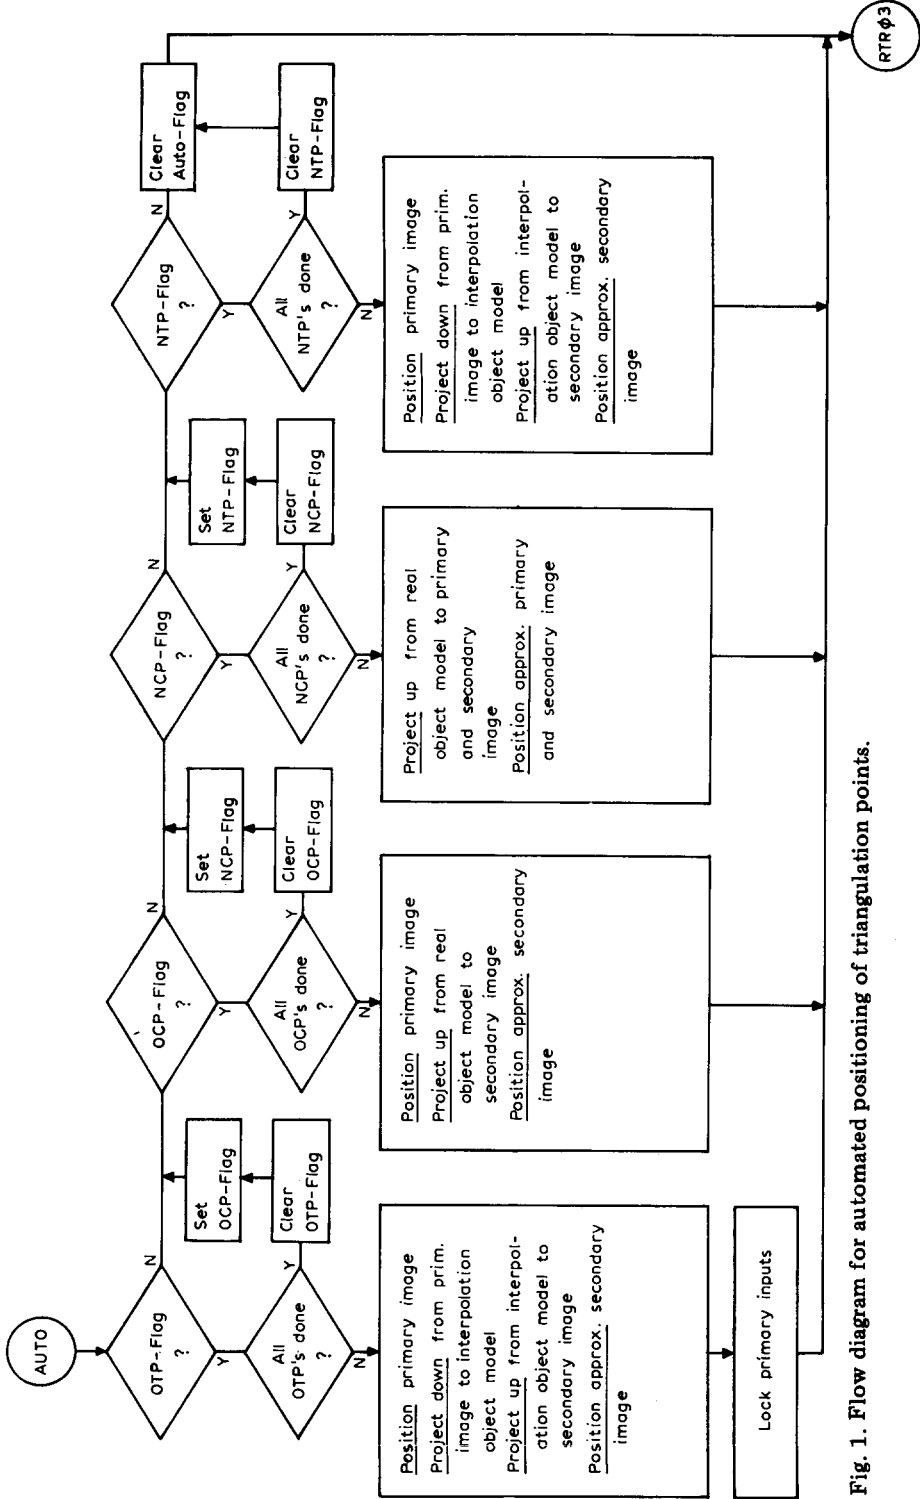 AUTO
OTP-Flag
?
N
Y
All
OTP's done
?
Y
N
Set
OCP-Flag
Clear
OTP-Flag
Position primary image
Project down from prim.
image to interpolation
object model
Project up from interpol-
ation object model to
secondary image
Position approx. secondary
image
Lock primary inputs
OCP-Flag
?
N
Y
All
OCP's done
?
Y
N
Set
NCP-Flag
Clear
OCP-Flag
Position primary image
Project up from real
object model to
secondary image
Position approx. secondary
image
NCP-Flag
?
N
Y
All
NCP's done
?
Y
N
Set
NTP-Flag
Clear
NCP-Flag
Project up from real
object model to primary
and secondary
image
Position approx. primary
and secondary image
NTP-Flag
?
N
Y
All
NTP's done
?
Y
N
Clear
Auto-Flag
Clear
NTP-Flag
Position primary image
Project down from prim.
image to interpolation
object model
Project up from interpol-
ation object model to
secondary image
Position approx. secondary
image
RTRφ3
Fig. 1. Flow diagram for automated positioning of triangulation points.